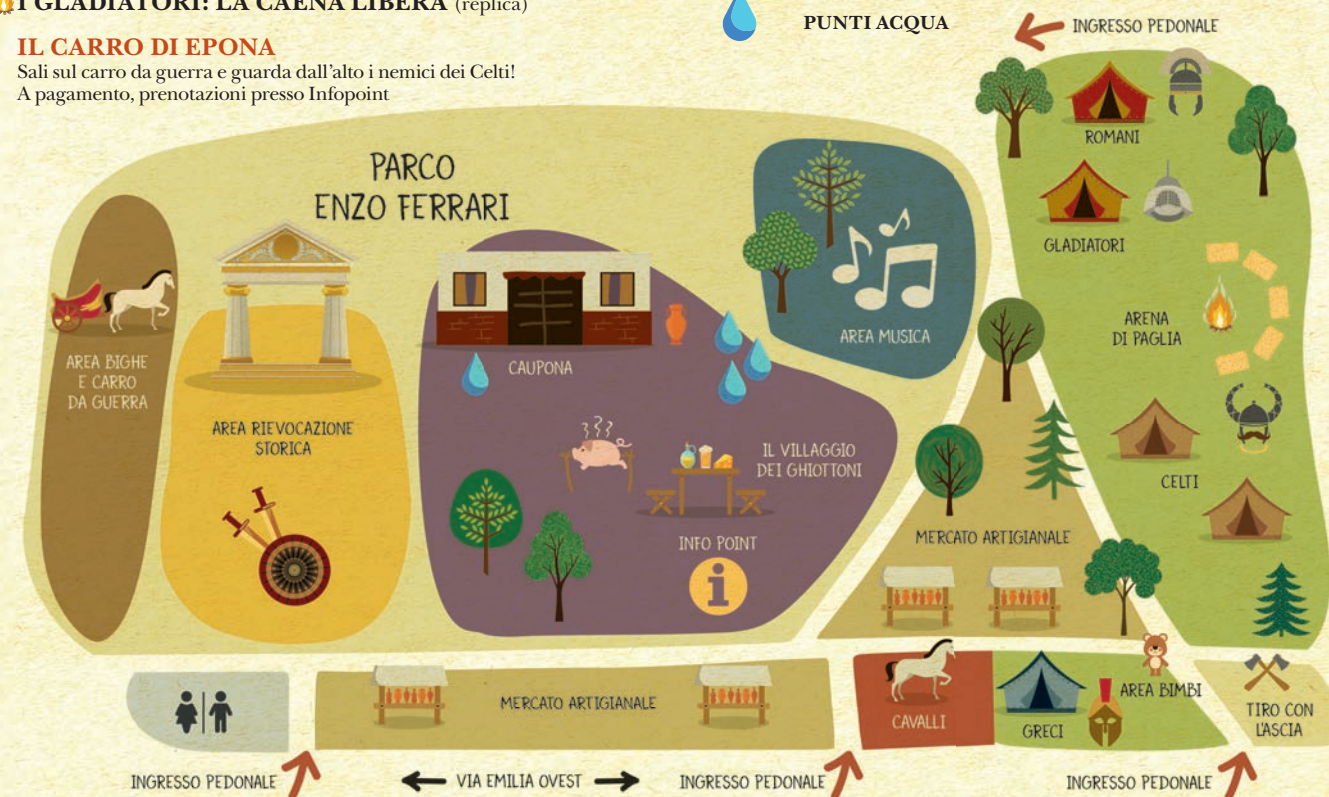 I GLADIATORI: LA CAENA LIBERA (replica)
IL CARRO DI EPONA
Sali sul carro da guerra e guarda dall'alto i nemici dei Celti!
A pagamento, prenotazioni presso Infopoint
PUNTI ACQUA
INGRESSO PEDONALE
PARCO
ENZO FERRARI
ROMANI
GLADIATORI
ARENA
DI PAGLIA
AREA MUSICA
AREA BIGHE
E CARRO
DA GUERRA
CAUPONA
AREA RIEVOCAZIONE
STORICA
IL VILLAGGIO
DEI GHIOTTONI
CELTI
INFO POINT
i
MERCATO ARTIGIANALE
MERCATO ARTIGIANALE
CAVALLI
GRECI
AREA BIMBI
TIRO CON
L'ASCIA
INGRESSO PEDONALE
VIA EMILIA OVEST
INGRESSO PEDONALE
INGRESSO PEDONALE